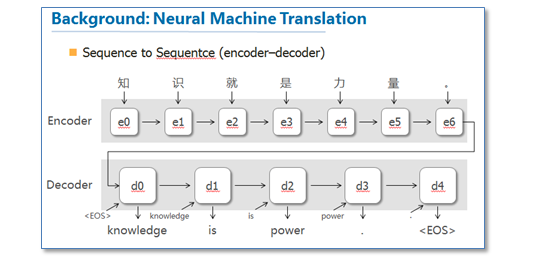 Background: Neural Machine Translation
Sequence to Sequentce (encoder–decoder)
知 识 就 是 力 量 。
Encoder e0 e1 e2 e3 e4 e5 e6
Decoder d0 d1 d2 d3 d4
<EOS> knowledge is power .
knowledge is power . <EOS>